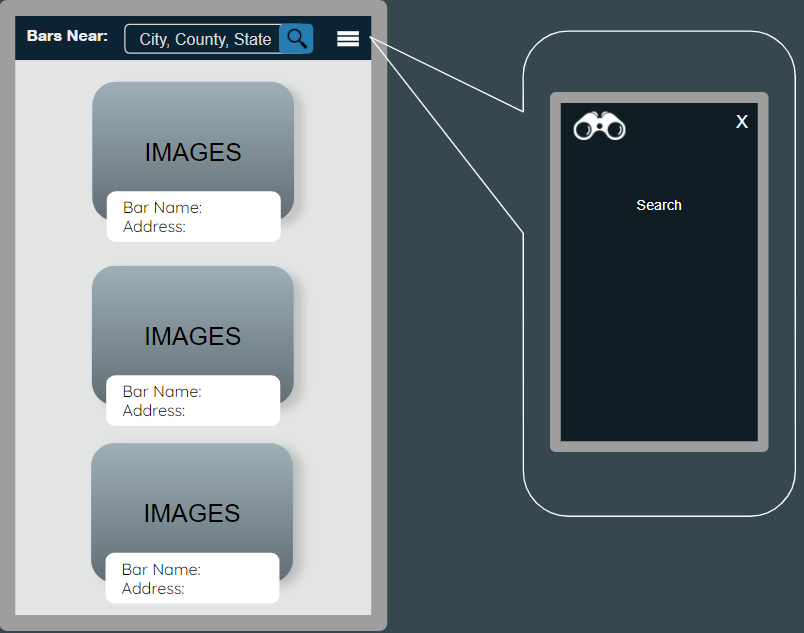 Bars Near: City, County, State
IMAGES
Bar Name:
Address:
IMAGES
Bar Name:
Address:
IMAGES
Bar Name:
Address:
X
Search